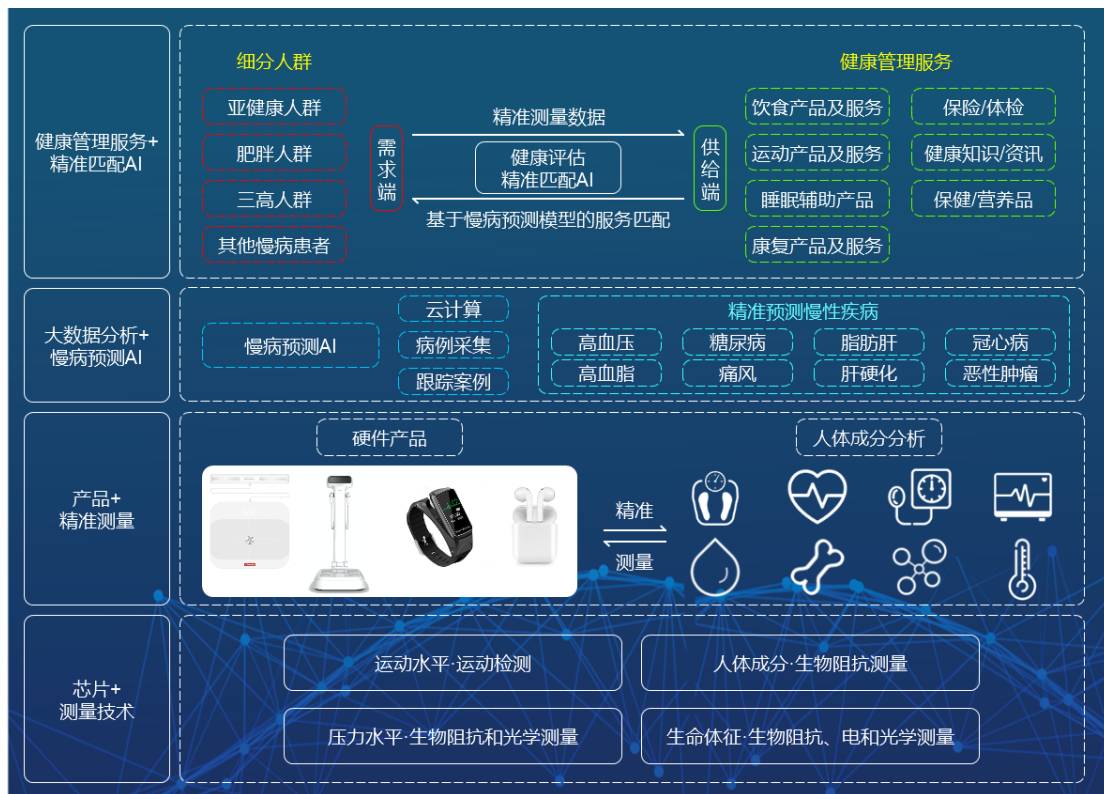 健康管理服务+
精准匹配AI
细分人群
亚健康人群
肥胖人群
三高人群
其他慢病患者
需求端
精准测量数据
健康评估
精准匹配AI
基于慢病预测模型的服务匹配
供给端
健康管理服务
饮食产品及服务
保险/体检
运动产品及服务
健康知识/资讯
睡眠辅助产品
保健/营养品
康复产品及服务
大数据分析+
慢病预测AI
慢病预测AI
云计算
病例采集
跟踪案例
精准预测慢性疾病
高血压
糖尿病
脂肪肝
冠心病
高血脂
痛风
肝硬化
恶性肿瘤
产品+
精准测量
硬件产品
精准
测量
人体成分分析
芯片+
测量技术
运动水平·运动检测
人体成分·生物阻抗测量
压力水平·生物阻抗和光学测量
生命体征·生物阻抗、电和光学测量